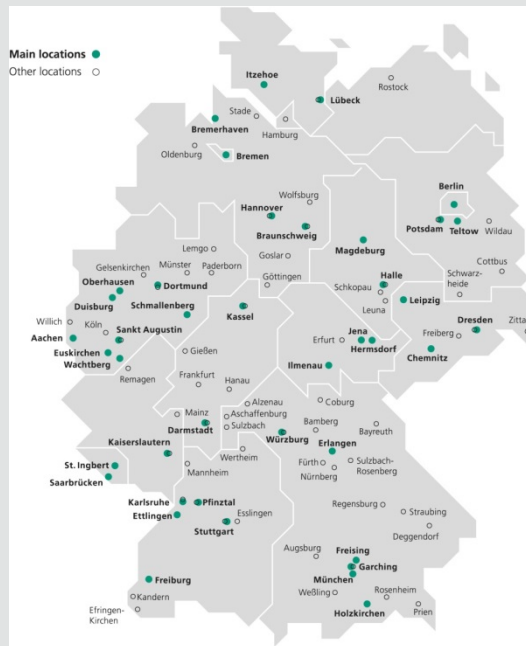 Main locations
Other locations
Itzehoe
Rostock
Lübeck
Stade
Bremerhaven
Hamburg
Oldenburg
Bremen
Wolfsburg
Berlin
Hannover
Potsdam
Teltow
Wildau
Braunschweig
Magdeburg
Lemgo
Goslar
Cottbus
Gelsenkirchen
Münster
Paderborn
Göttingen
Halle
Schkopau
Schwarz-
heide
Oberhausen
Dortmund
Leuna
Leipzig
Duisburg
Schmallenberg
Kassel
Willich
Köln
Sankt Augustin
Dresden
Zitta
Erfurt
Jena
Hermsdorf
Freiberg
Aachen
Euskirchen
Gießen
Chemnitz
Wachtberg
Remagen
Ilmenau
Frankfurt
Hanau
Alzenau
Coburg
Mainz
Aschaffenburg
Sulzbach
Darmstadt
Bamberg
Bayreuth
Würzburg
Erlangen
Kaiserslautern
Wertheim
St. Ingbert
Mannheim
Fürth
Sulzbach-
Rosenberg
Nürnberg
Saarbrücken
Karlsruhe
Pfinztal
Regensburg
Straubing
Ettlingen
Esslingen
Stuttgart
Deggendorf
Augsburg
Freising
Garching
Freiburg
München
Kandern
Weßling
Rosenheim
Efringen-
Kirchen
Holzkirchen
Prien